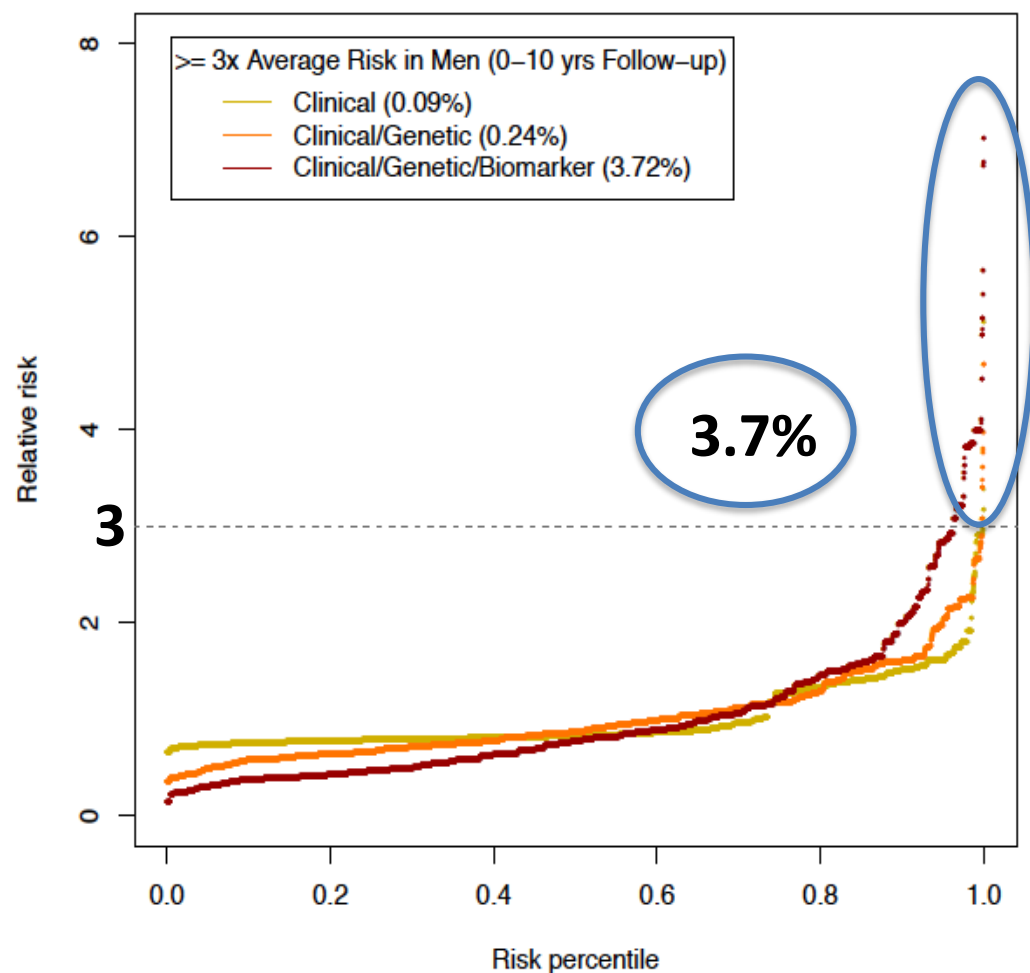 >= 3x Average Risk in Men (0−10 yrs Follow−up)
Clinical (0.09%)
Clinical/Genetic (0.24%)
Clinical/Genetic/Biomarker (3.72%)
8
6
4
3
2
0
Relative risk
3.7%
0.0 0.2 0.4 0.6 0.8 1.0
Risk percentile